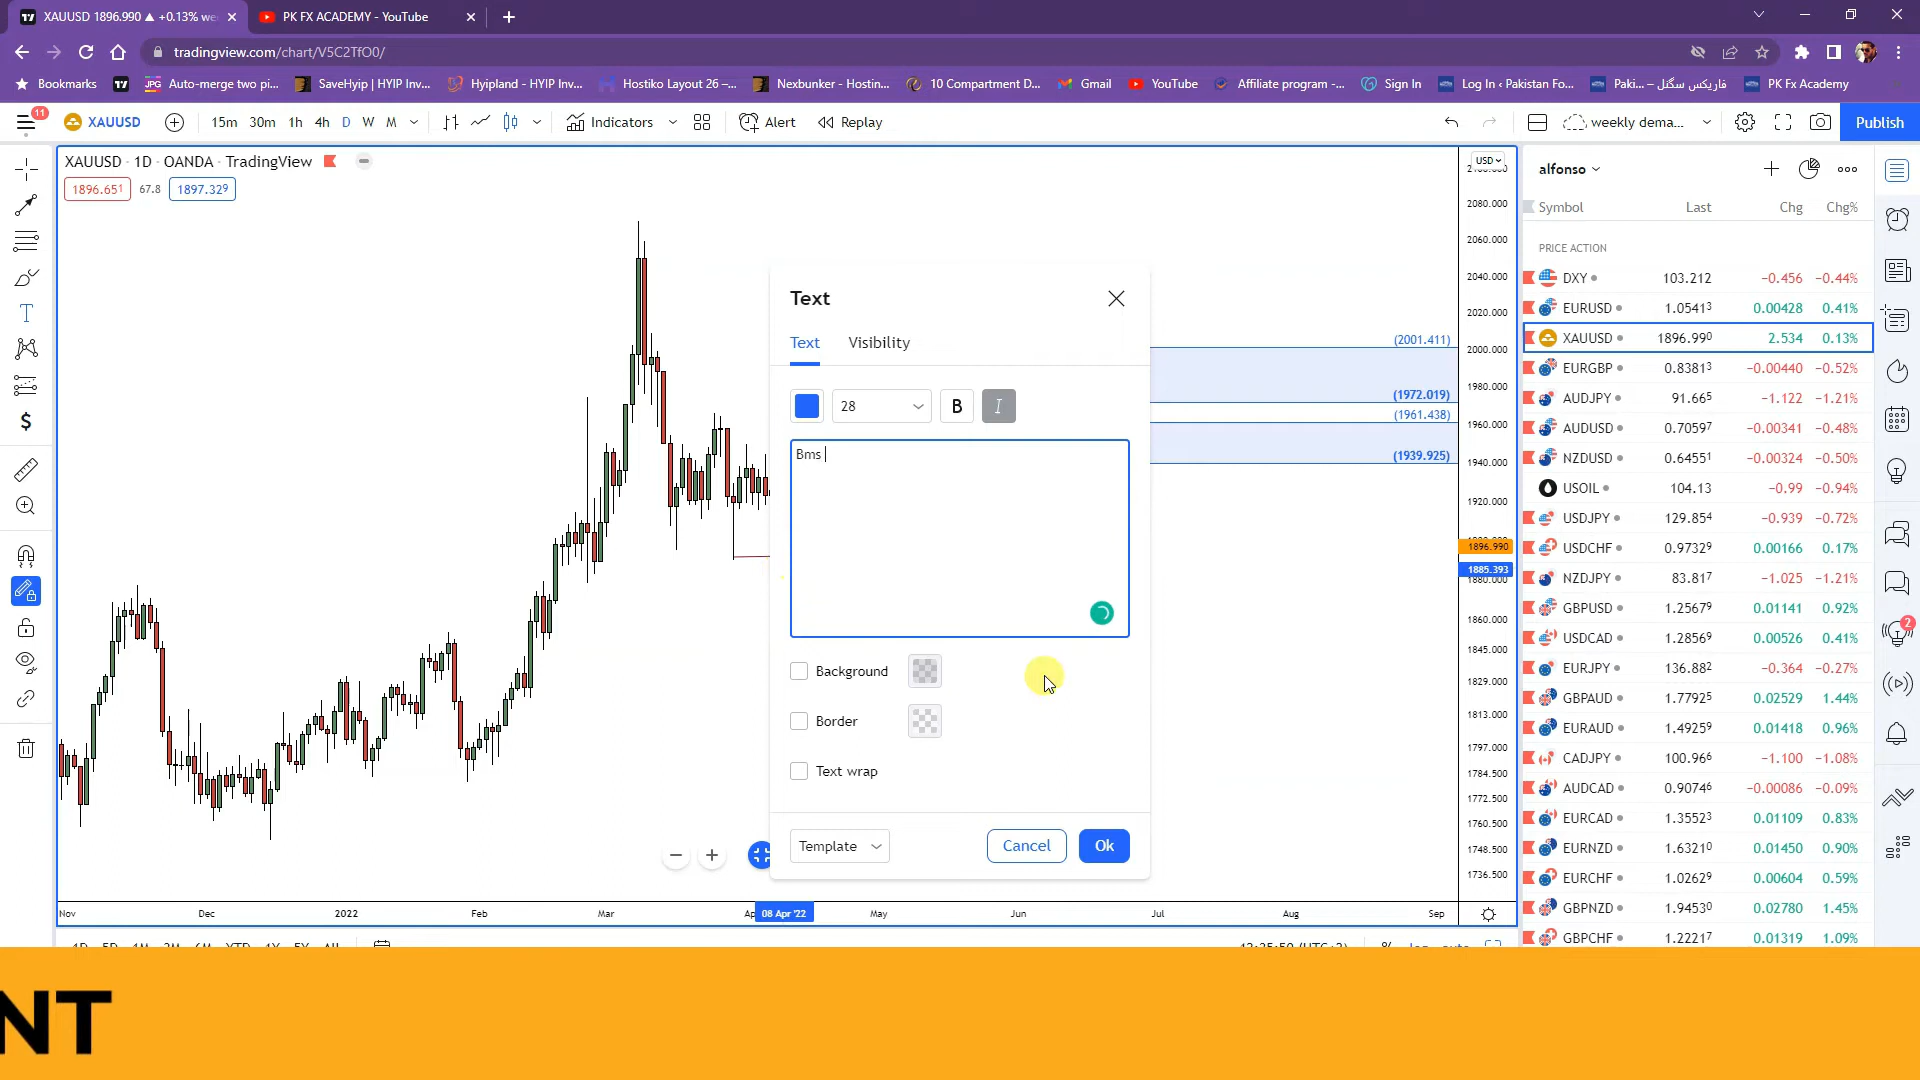 XAUUSD 1896.990 ▲ +0.13% we
PK FX ACADEMY - YouTube
tradingview.com/chart/V5C2TfO0/
Bookmarks
Auto-merge two pi...
SaveHyip | HYIP Inv...
Hyipland - HYIP Inv...
Hostiko Layout 26 –...
Nexbunker - Hostin...
10 Compartment D...
Gmail
YouTube
Affiliate program -...
Sign In
Log In ‹ Pakistan Fo...
Paki... – فاریکس سگنل
PK Fx Academy
11
XAUUSD
15m 30m 1h 4h D W M
Indicators
Alert
Replay
weekly dema...
Publish
XAUUSD · 1D · OANDA · TradingView
1896.651 67.8 1897.329
USD
2080.000
2060.000
2040.000
2020.000
2000.000
1980.000
1960.000
1940.000
1920.000
1896.990
1885.393
1880.000
1860.000
1845.000
1829.000
1813.000
1797.000
1784.500
1772.500
1760.500
1748.500
1736.500
(2001.411)
(1972.019)
(1961.438)
(1939.925)
Text
Text Visibility
28 B I
Bms
Background
Border
Text wrap
Template
Cancel
Ok
Nov Dec 2022 Feb Mar 08 Apr '22 May Jun Jul Aug Sep
alfonso
Symbol Last Chg Chg%
PRICE ACTION
DXY 103.212 −0.456 −0.44%
EURUSD 1.05413 0.00428 0.41%
XAUUSD 1896.990 2.534 0.13%
EURGBP 0.83813 −0.00440 −0.52%
AUDJPY 91.665 −1.122 −1.21%
AUDUSD 0.70597 −0.00341 −0.48%
NZDUSD 0.64551 −0.00324 −0.50%
USOIL 104.13 −0.99 −0.94%
USDJPY 129.854 −0.939 −0.72%
USDCHF 0.97329 0.00166 0.17%
NZDJPY 83.817 −1.025 −1.21%
GBPUSD 1.25679 0.01141 0.92%
USDCAD 1.28569 0.00526 0.41%
EURJPY 136.882 −0.364 −0.27%
GBPAUD 1.77925 0.02529 1.44%
EURAUD 1.49259 0.01418 0.96%
CADJPY 100.966 −1.100 −1.08%
AUDCAD 0.90746 −0.00086 −0.09%
EURCAD 1.35523 0.01109 0.83%
EURNZD 1.63210 0.01450 0.90%
EURCHF 1.02629 0.00604 0.59%
GBPNZD 1.94530 0.02780 1.45%
GBPCHF 1.22217 0.01319 1.09%
2
NT